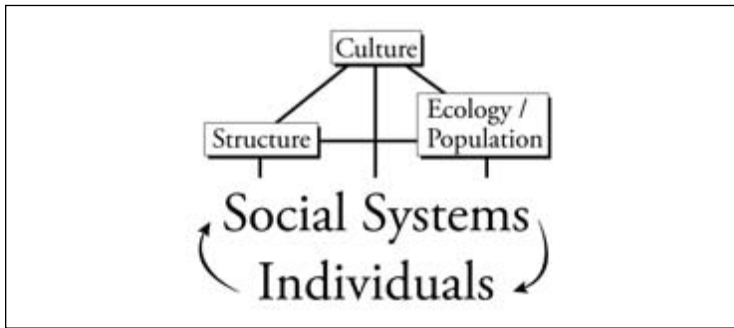 Culture
Ecology /
Structure
Population
Social Systems
Individuals